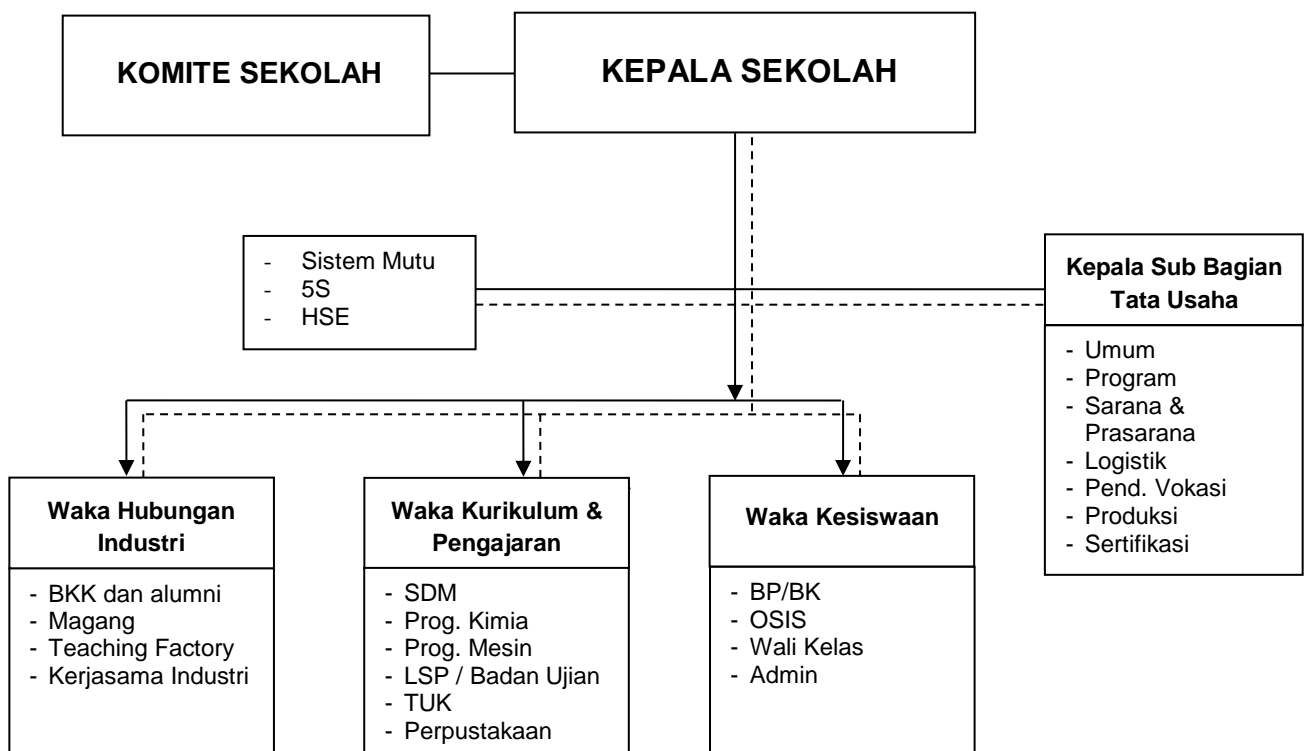 KOMITE SEKOLAH
KEPALA SEKOLAH
- Sistem Mutu
- 5S
- HSE
Kepala Sub Bagian
Tata Usaha
- Umum
- Program
- Sarana &
Prasarana
- Logistik
- Pend. Vokasi
- Produksi
- Sertifikasi
Waka Hubungan
Industri
- BKK dan alumni
- Magang
- Teaching Factory
- Kerjasama Industri
Waka Kurikulum &
Pengajaran
- SDM
- Prog. Kimia
- Prog. Mesin
- LSP / Badan Ujian
- TUK
- Perpustakaan
Waka Kesiswaan
- BP/BK
- OSIS
- Wali Kelas
- Admin